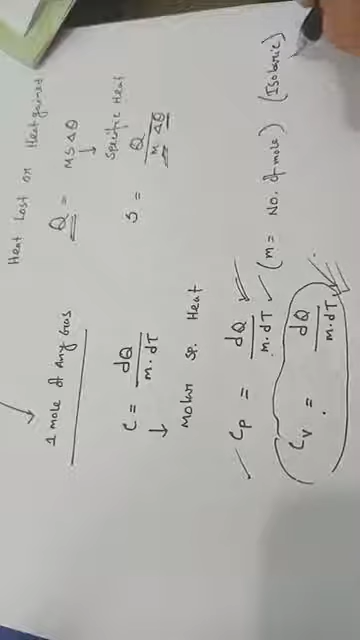 Heat Lost or Heat gained
Q = MSΔθ
↓
Specific Heat
S = Q / M Δθ
→ 1 mole of Any Gas
C = dQ / m. dT
↓
Molar Sp. Heat
Cp = dQ / m. dT (m = No. of mole) (Isobaric)
Cv = dQ / m. dT